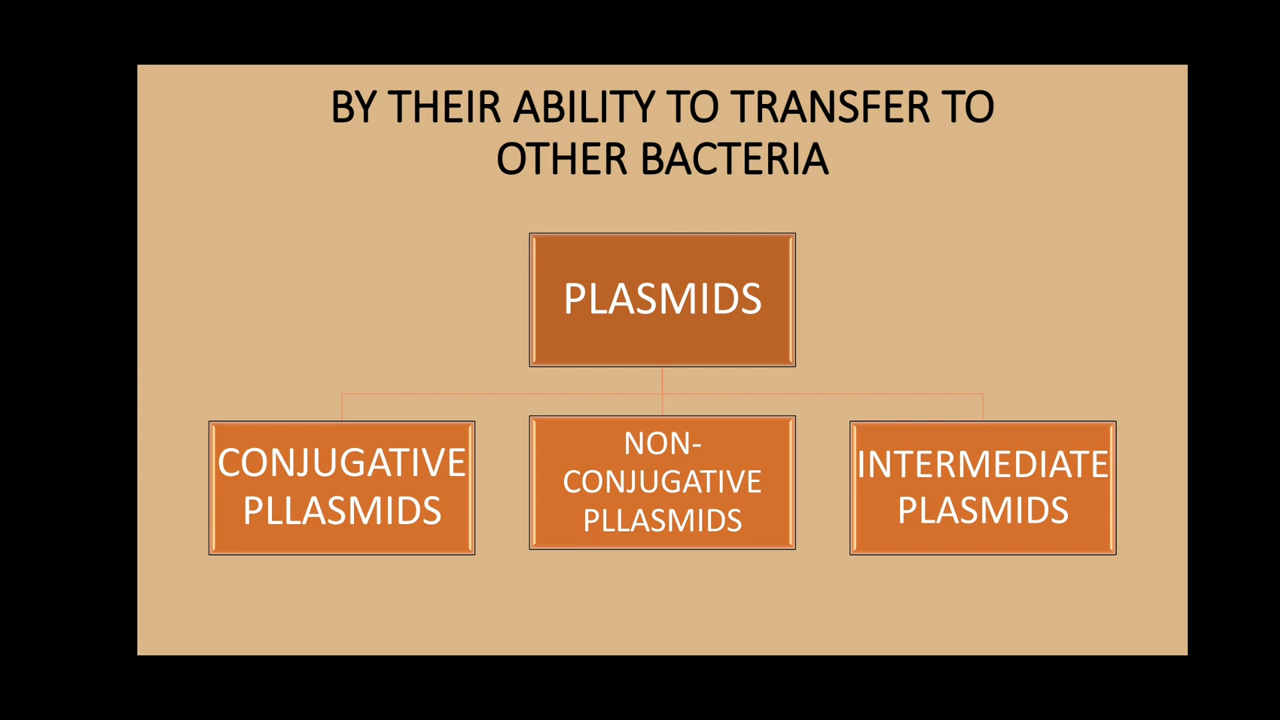 BY THEIR ABILITY TO TRANSFER TO
OTHER BACTERIA
PLASMIDS
CONJUGATIVE
PLLASMIDS
NON-
CONJUGATIVE
PLLASMIDS
INTERMEDIATE
PLASMIDS